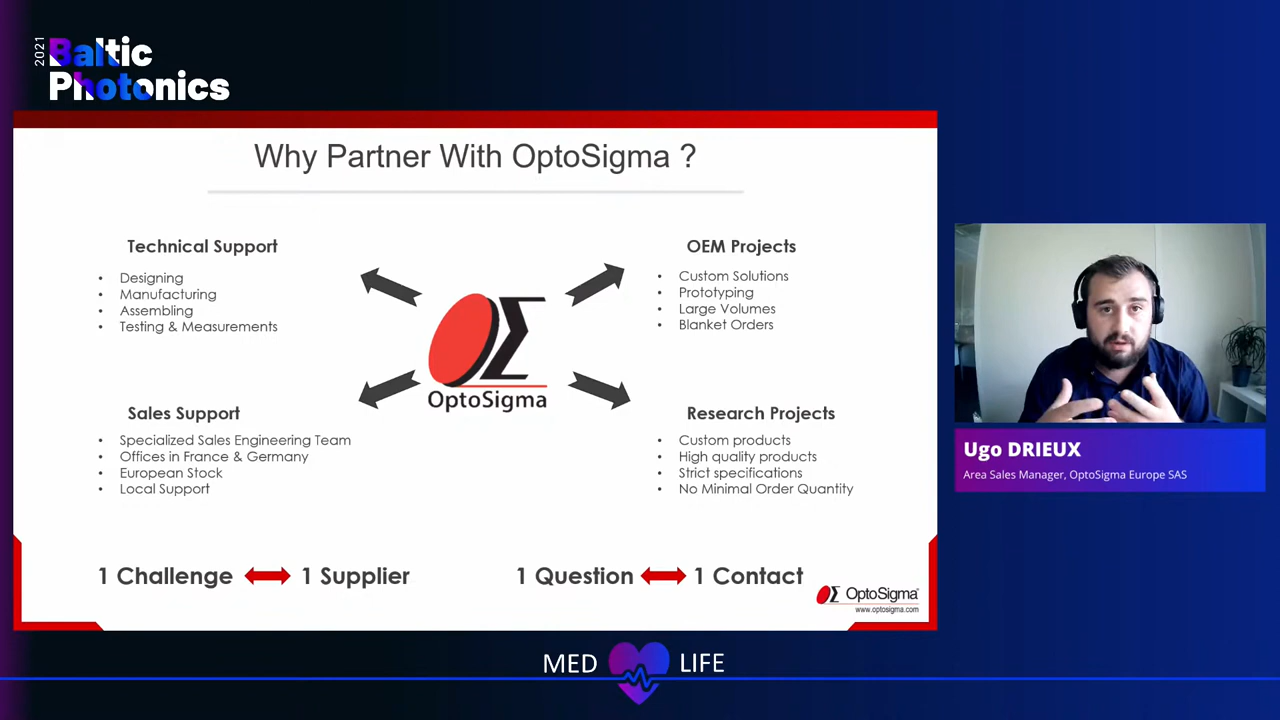 2021
Baltic
Photonics
Why Partner With OptoSigma ?
Technical Support
• Designing
• Manufacturing
• Assembling
• Testing & Measurements
OEM Projects
• Custom Solutions
• Prototyping
• Large Volumes
• Blanket Orders
OptoSigma
Sales Support
• Specialized Sales Engineering Team
• Offices in France & Germany
• European Stock
• Local Support
Research Projects
• Custom products
• High quality products
• Strict specifications
• No Minimal Order Quantity
1 Challenge 1 Supplier
1 Question 1 Contact
OptoSigma
www.optosigma.com
Ugo DRIEUX
Area Sales Manager, OptoSigma Europe SAS
MED LIFE